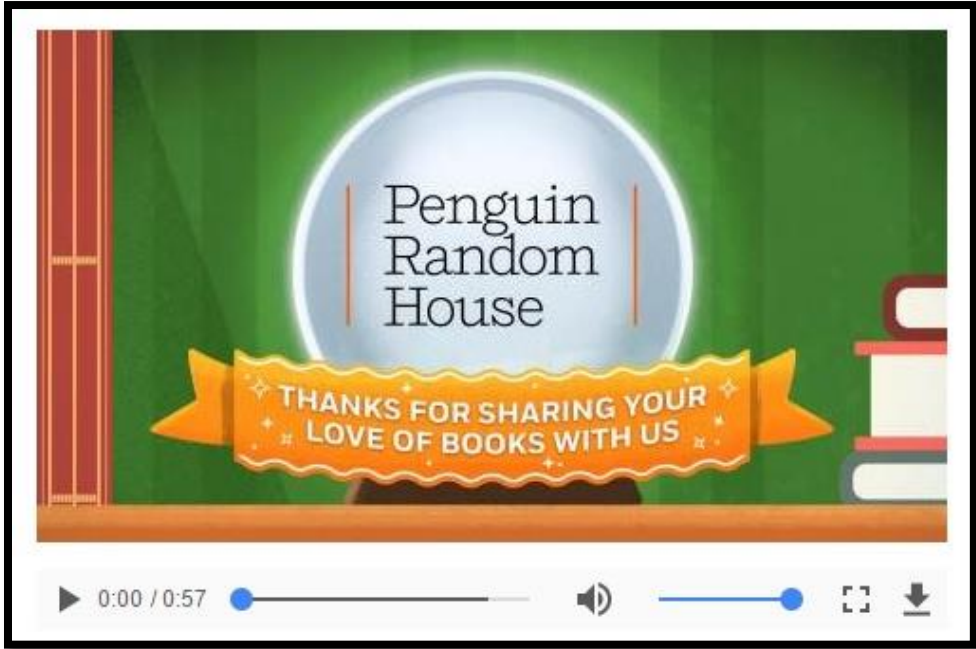 Penguin
Random
House
THANKS FOR SHARING YOUR
LOVE OF BOOKS WITH US
0:00 / 0:57